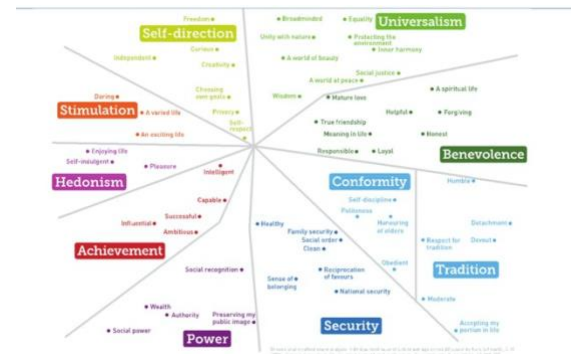 Freedom
Self-direction
Curious
Independent
Creativity
Choosing
own goals
Privacy
Self-
respect
Broadminded
Equality
Universalism
Unity with nature
Protecting the
environment
Inner harmony
A world of beauty
Social justice
A world of peace
Wisdom
Mature love
A spiritual life
Helpful
Forgiving
True friendship
Meaning in life
Honest
Responsible
Loyal
Benevolence
Daring
Stimulation
A varied life
An exciting life
Enjoying life
Self-indulgent
Pleasure
Hedonism
Intelligent
Capable
Successful
Influential
Ambitious
Achievement
Social recognition
Wealth
Authority
Preserving my
public image
Social power
Power
Conformity
Self-discipline
Politeness
Honouring
of elders
Obedient
Humble
Detachment
Respect for
tradition
Devout
Tradition
Moderate
Accepting my
portion in life
Healthy
Family security
Social order
Clean
Reciprocation
of favours
Sense of
belonging
National security
Security